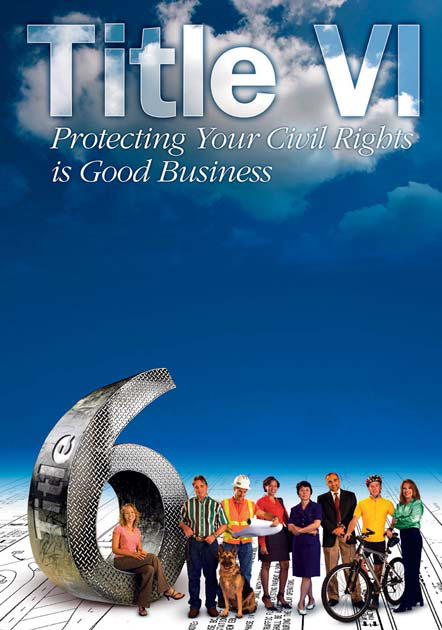 Title VI
Protecting Your Civil Rights
is Good Business
Title